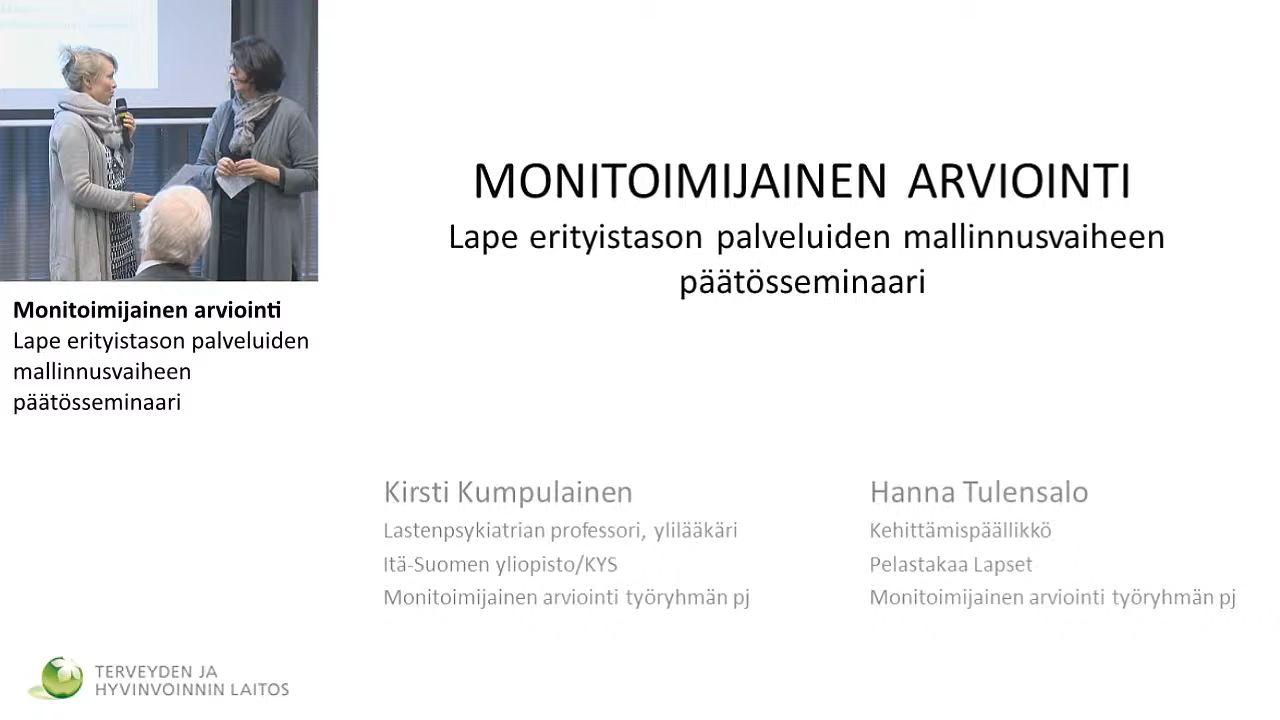 Monitoimijainen arviointi
Lape erityistason palveluiden
mallinnusvaiheen
päätösseminaari
MONITOIMIJAINEN ARVIOINTI
Lape erityistason palveluiden mallinnusvaiheen
päätösseminaari
Kirsti Kumpulainen
Lastenpsykiatrian professori, ylilääkäri
Itä-Suomen yliopisto/KYS
Monitoimijainen arviointi työryhmän pj
Hanna Tulensalo
Kehittämispäällikkö
Pelastakaa Lapset
Monitoimijainen arviointi työryhmän pj
TERVEYDEN JA
HYVINVOINNIN LAITOS